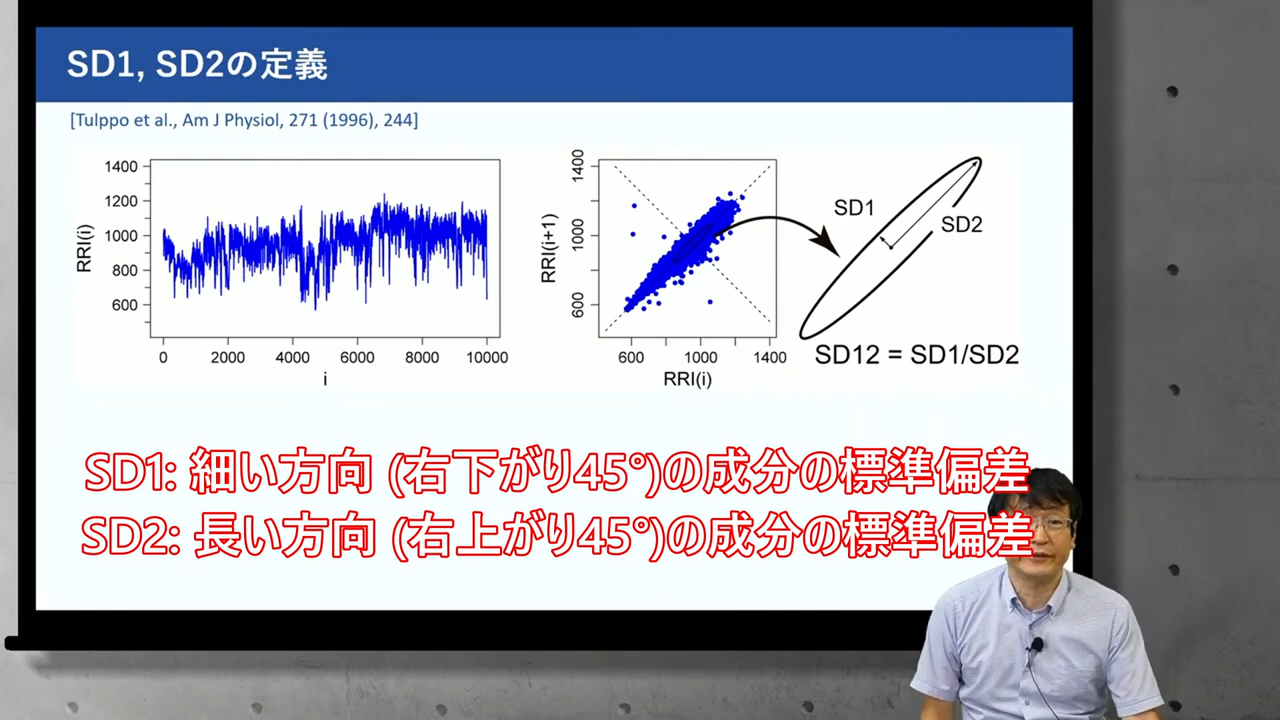 SD1, SD2の定義
[Tulppo et al., Am J Physiol, 271 (1996), 244]
1400
1200
1000
800
600
RRI(i)
0
2000
4000
6000
8000
10000
i
1400
1000
600
RRI(i+1)
600
1000
1400
RRI(i)
SD1
SD2
SD12 = SD1/SD2
SD1: 細い方向 (右下がり45°)の成分の標準偏差
SD2: 長い方向 (右上がり45°)の成分の標準偏差